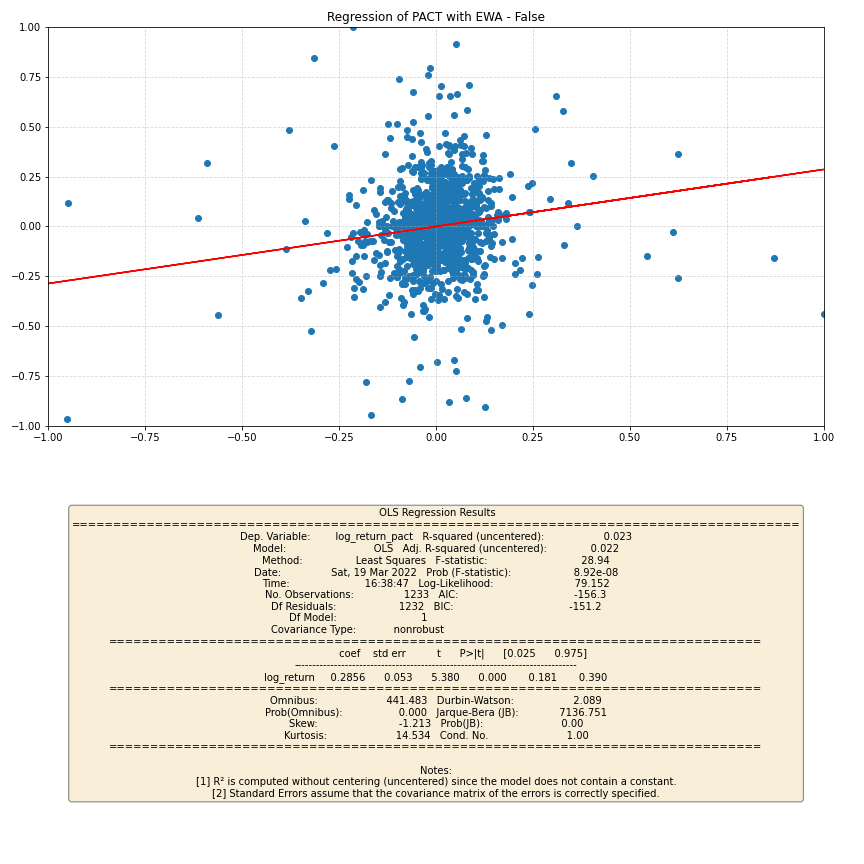 Regression of PACT with EWA - False
1.00
0.75
0.50
0.25
0.00
−0.25
−0.50
−0.75
−1.00
−1.00 −0.75 −0.50 −0.25 0.00 0.25 0.50 0.75 1.00
OLS Regression Results
==============================================================================
Dep. Variable: log_return_pact R-squared (uncentered): 0.023
Model: OLS Adj. R-squared (uncentered): 0.022
Method: Least Squares F-statistic: 28.94
Date: Sat, 19 Mar 2022 Prob (F-statistic): 8.92e-08
Time: 16:38:47 Log-Likelihood: 79.152
No. Observations: 1233 AIC: -156.3
Df Residuals: 1232 BIC: -151.2
Df Model: 1
Covariance Type: nonrobust
==============================================================================
coef std err t P>|t| [0.025 0.975]
------------------------------------------------------------------------------
log_return 0.2856 0.053 5.380 0.000 0.181 0.390
==============================================================================
Omnibus: 441.483 Durbin-Watson: 2.089
Prob(Omnibus): 0.000 Jarque-Bera (JB): 7136.751
Skew: -1.213 Prob(JB): 0.00
Kurtosis: 14.534 Cond. No. 1.00
==============================================================================
Notes:
[1] R² is computed without centering (uncentered) since the model does not contain a constant.
[2] Standard Errors assume that the covariance matrix of the errors is correctly specified.